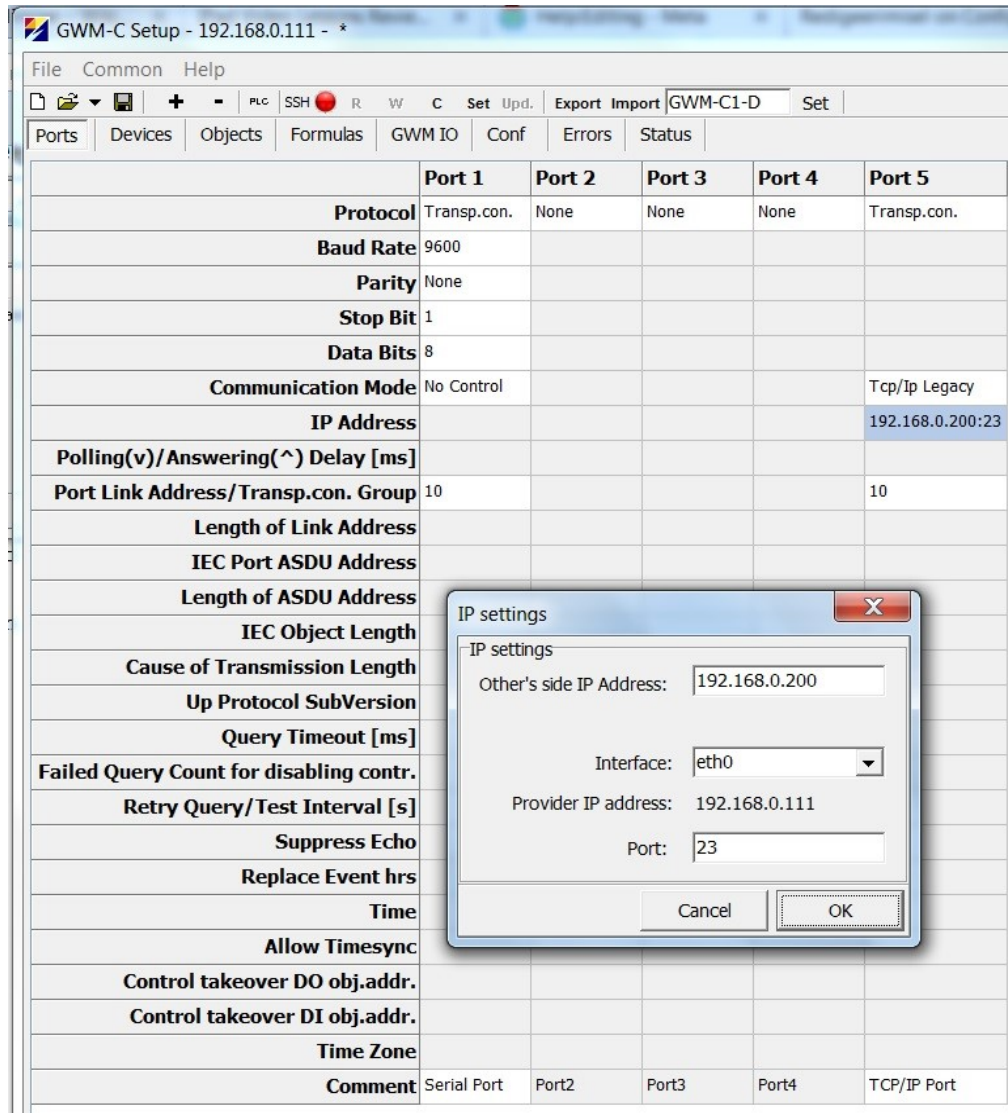 GWM-C Setup - 192.168.0.111 - *
File Common Help
+ - PLC SSH R W C Set Upd. Export Import GWM-C1-D Set
Ports Devices Objects Formulas GWM IO Conf Errors Status
Port 1 Port 2 Port 3 Port 4 Port 5
Protocol Transp.con. None None None Transp.con.
Baud Rate 9600
Parity None
Stop Bit 1
Data Bits 8
Communication Mode No Control Tcp/Ip Legacy
IP Address 192.168.0.200:23
Polling(v)/Answering(^) Delay [ms]
Port Link Address/Transp.con. Group 10 10
Length of Link Address
IEC Port ASDU Address
Length of ASDU Address
IEC Object Length
Cause of Transmission Length
Up Protocol SubVersion
Query Timeout [ms]
Failed Query Count for disabling contr.
Retry Query/Test Interval [s]
Suppress Echo
Replace Event hrs
Time
Allow Timesync
Control takeover DO obj.addr.
Control takeover DI obj.addr.
Time Zone
Comment Serial Port Port2 Port3 Port4 TCP/IP Port
IP settings
IP settings
Other's side IP Address: 192.168.0.200
Interface: eth0
Provider IP address: 192.168.0.111
Port: 23
Cancel OK